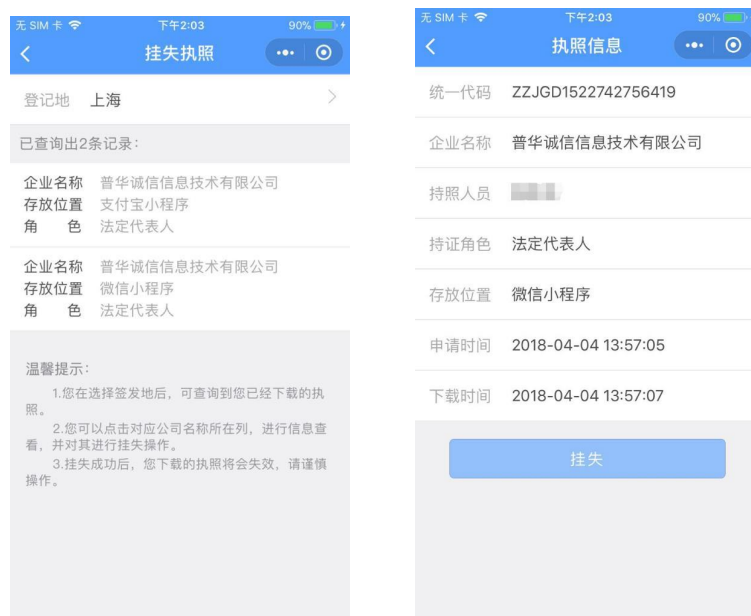 无 SIM 卡 下午2:03 90%
挂失执照
登记地 上海
已查询出2条记录：
企业名称 普华诚信信息技术有限公司
存放位置 支付宝小程序
角 色 法定代表人
企业名称 普华诚信信息技术有限公司
存放位置 微信小程序
角 色 法定代表人
温馨提示：
1.您在选择签发地后，可查询到您已经下载的执
照。
2.您可以点击对应公司名称所在列，进行信息查
看，并对其进行挂失操作。
3.挂失成功后，您下载的执照将会失效，请谨慎
操作。
无 SIM 卡 下午2:03 90%
执照信息
统一代码 ZZJGD1522742756419
企业名称 普华诚信信息技术有限公司
持照人员
持证角色 法定代表人
存放位置 微信小程序
申请时间 2018-04-04 13:57:05
下载时间 2018-04-04 13:57:07
挂失